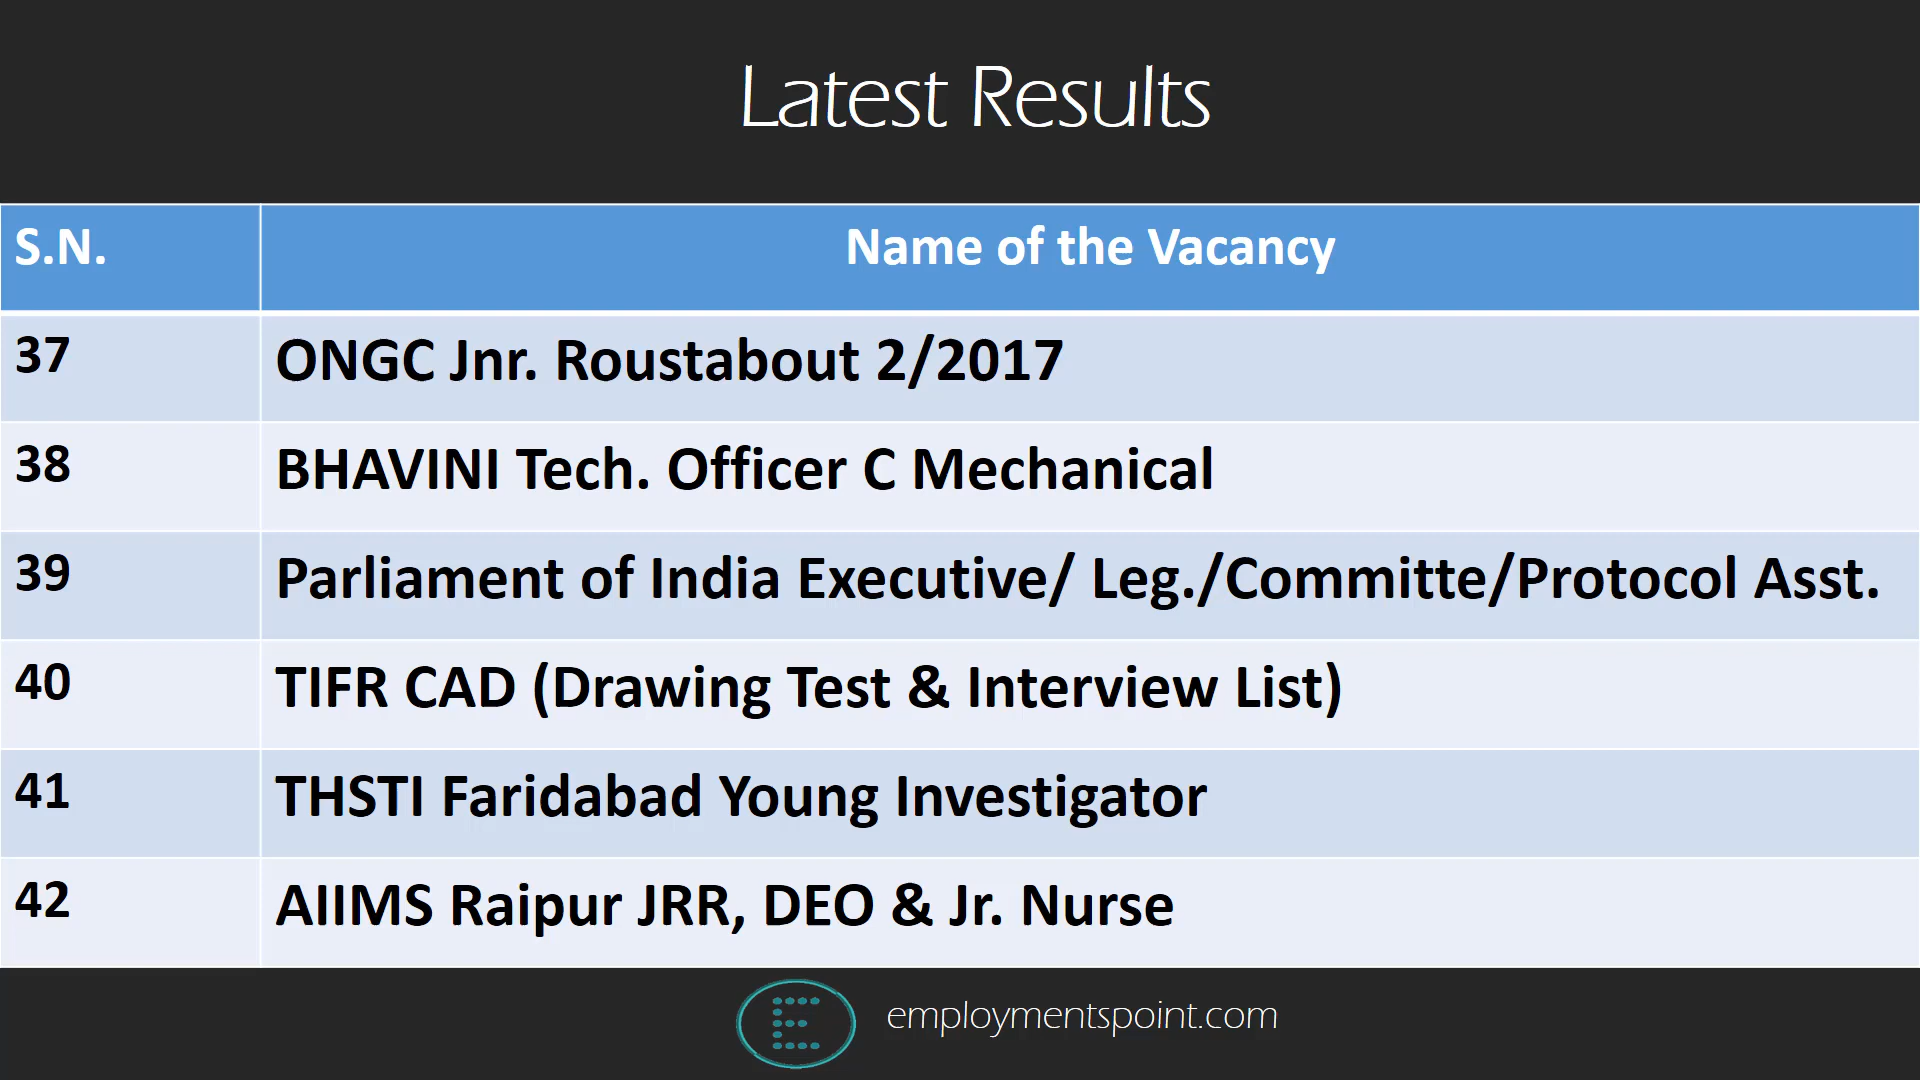 Latest Results
S.N. Name of the Vacancy
37 ONGC Jnr. Roustabout 2/2017
38 BHAVINI Tech. Officer C Mechanical
39 Parliament of India Executive/ Leg./Committe/Protocol Asst.
40 TIFR CAD (Drawing Test & Interview List)
41 THSTI Faridabad Young Investigator
42 AIIMS Raipur JRR, DEO & Jr. Nurse
E employmentspoint.com